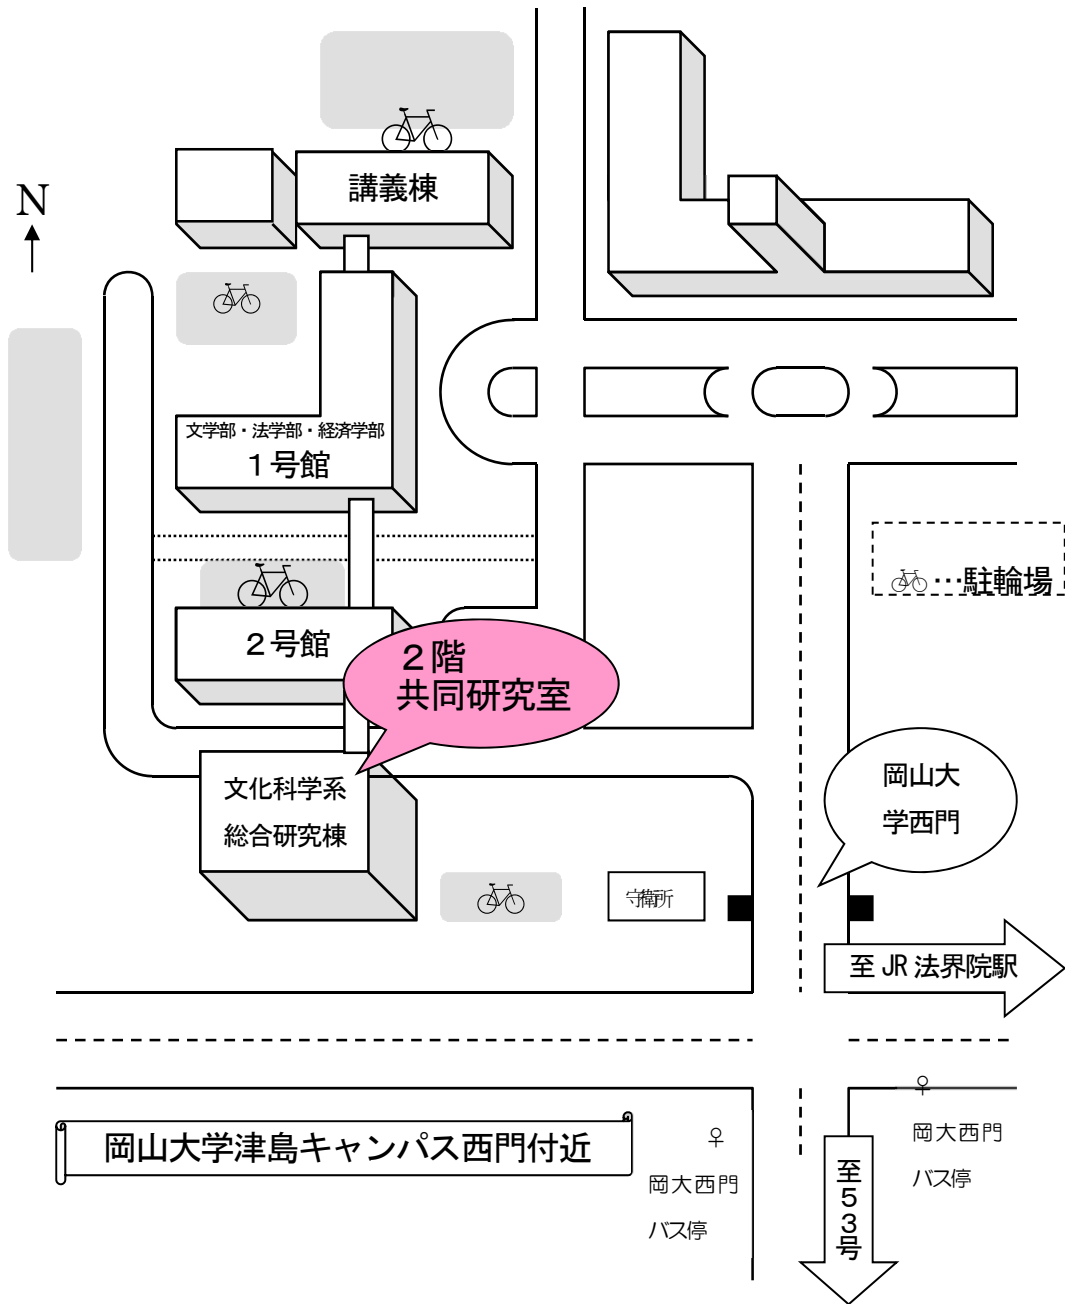 講義棟
N
文学部・法学部・経済学部
１号館
…駐輪場
２号館
２階
共同研究室
岡山大
学西門
文化科学系
総合研究棟
守衛所
至 JR 法界院駅
岡山大学津島キャンパス西門付近
岡大西門
バス停
至５３号
岡大西門
バス停